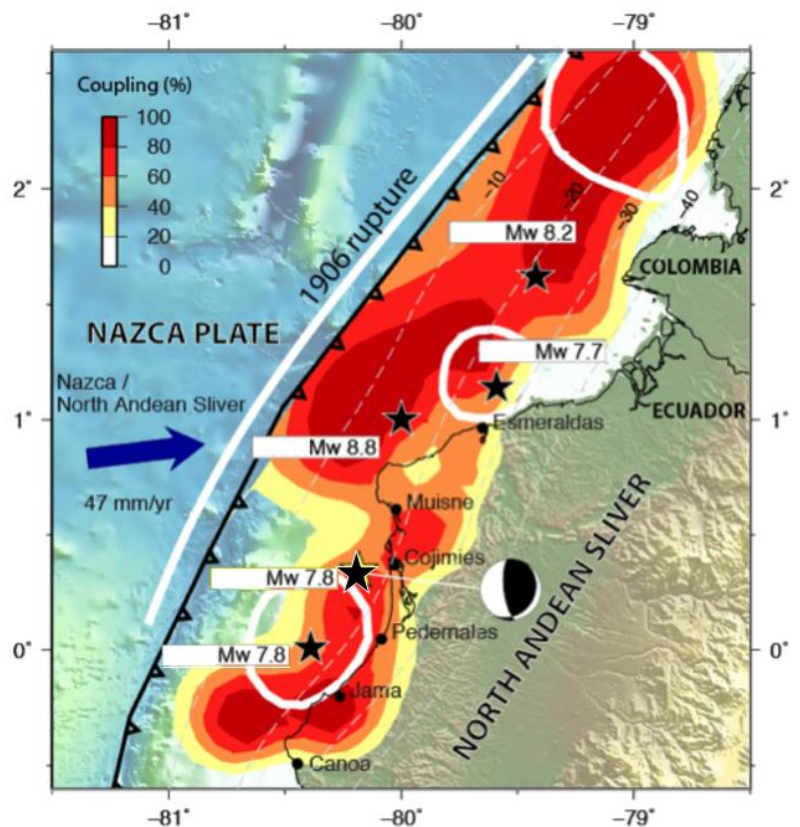 −81° −80° −79°
Coupling (%)
100
80
60
40
20
0
2° 2°
1906 rupture
−10
−20
−30
−40
Mw 8.2
COLOMBIA
NAZCA PLATE
Mw 7.7
Nazca /
North Andean Sliver
ECUADOR
1° 1°
Esmeraldas
Mw 8.8
47 mm/yr
Muisne
Cojimies
Mw 7.8
Pedernales
NORTH ANDEAN SLIVER
0° 0°
Mw 7.8
Jama
Canoa
−81° −80° −79°